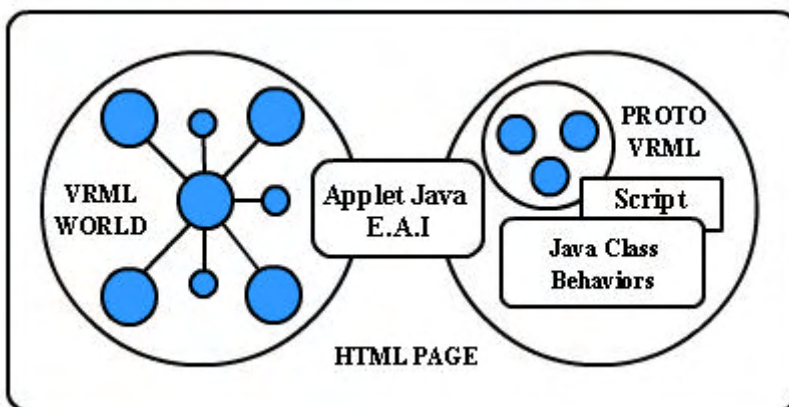 VRML
WORLD
Applet Java
E.A.I
PROTO
VRML
Script
Java Class
Behaviors
HTML PAGE